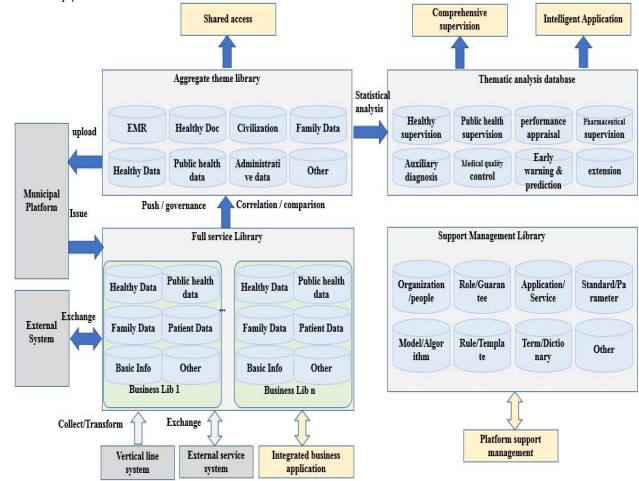 Shared access
Comprehensive
supervision
Intelligent Application
Aggregate theme library
EMR
Healthy Doc
Civilization
Family Data
Healthy Data
Public health
data
Administrati
ve data
Other
Statistical
analysis
Thematic analysis database
Healthy
supervision
Public health
supervision
performance
appraisal
Pharmaceutical
supervision
Auxiliary
diagnosis
Medical quality
control
Early
warning &
prediction
extension
upload
Municipal
Platform
Issue
Push / governance
Correlation / comparison
Full service Library
Healthy Data
Public health
data
Family Data
Patient Data
Basic Info
Other
Business Lib 1
...
Healthy Data
Public health
data
Family Data
Patient Data
Basic Info
Other
Business Lib n
External
System
Exchange
Support Management Library
Organization
/people
Role/Guaran
tee
Application/
Service
Standard/Pa
rameter
Model/Algor
ithm
Rule/Templa
te
Term/Dictio
nary
Other
Collect/Transform
Exchange
Vertical line
system
External service
system
Integrated business
application
Platform support
management